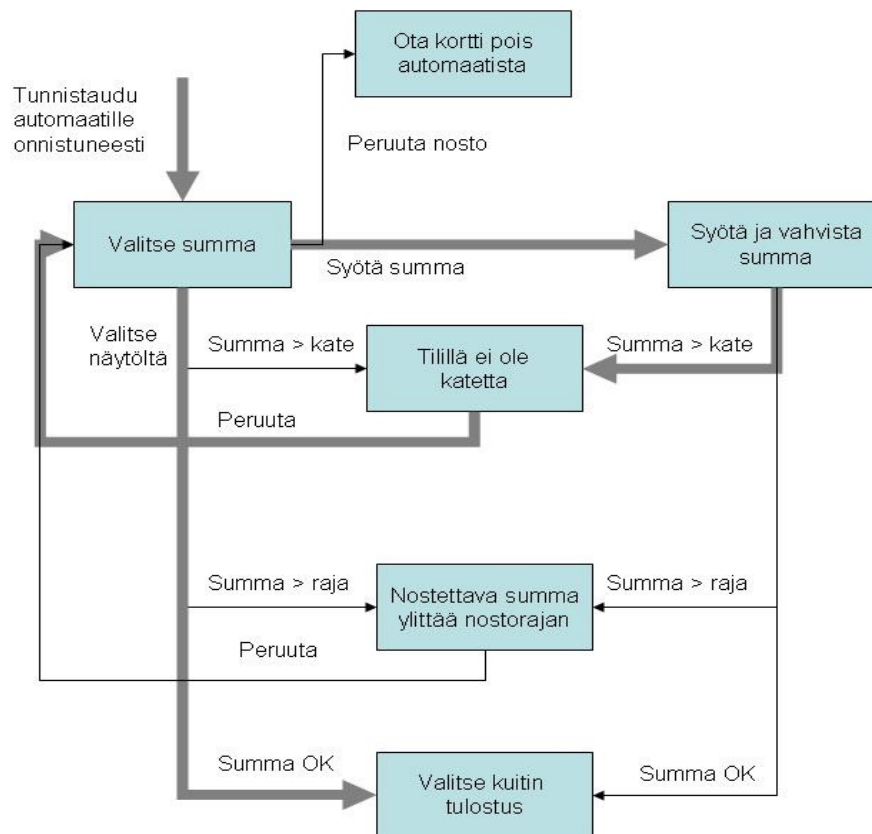 Ota kortti pois
automaatista
Tunnistaudu
automaatille
onnistuneesti
Peruuta nosto
Valitse summa
Syötä ja vahvista
summa
Syötä summa
Valitse
näytöltä
Summa > kate
Tilillä ei ole
katetta
Summa > kate
Peruuta
Summa > raja
Nostettava summa
ylittää nostorajan
Summa > raja
Peruuta
Summa OK
Valitse kuitin
tulostus
Summa OK